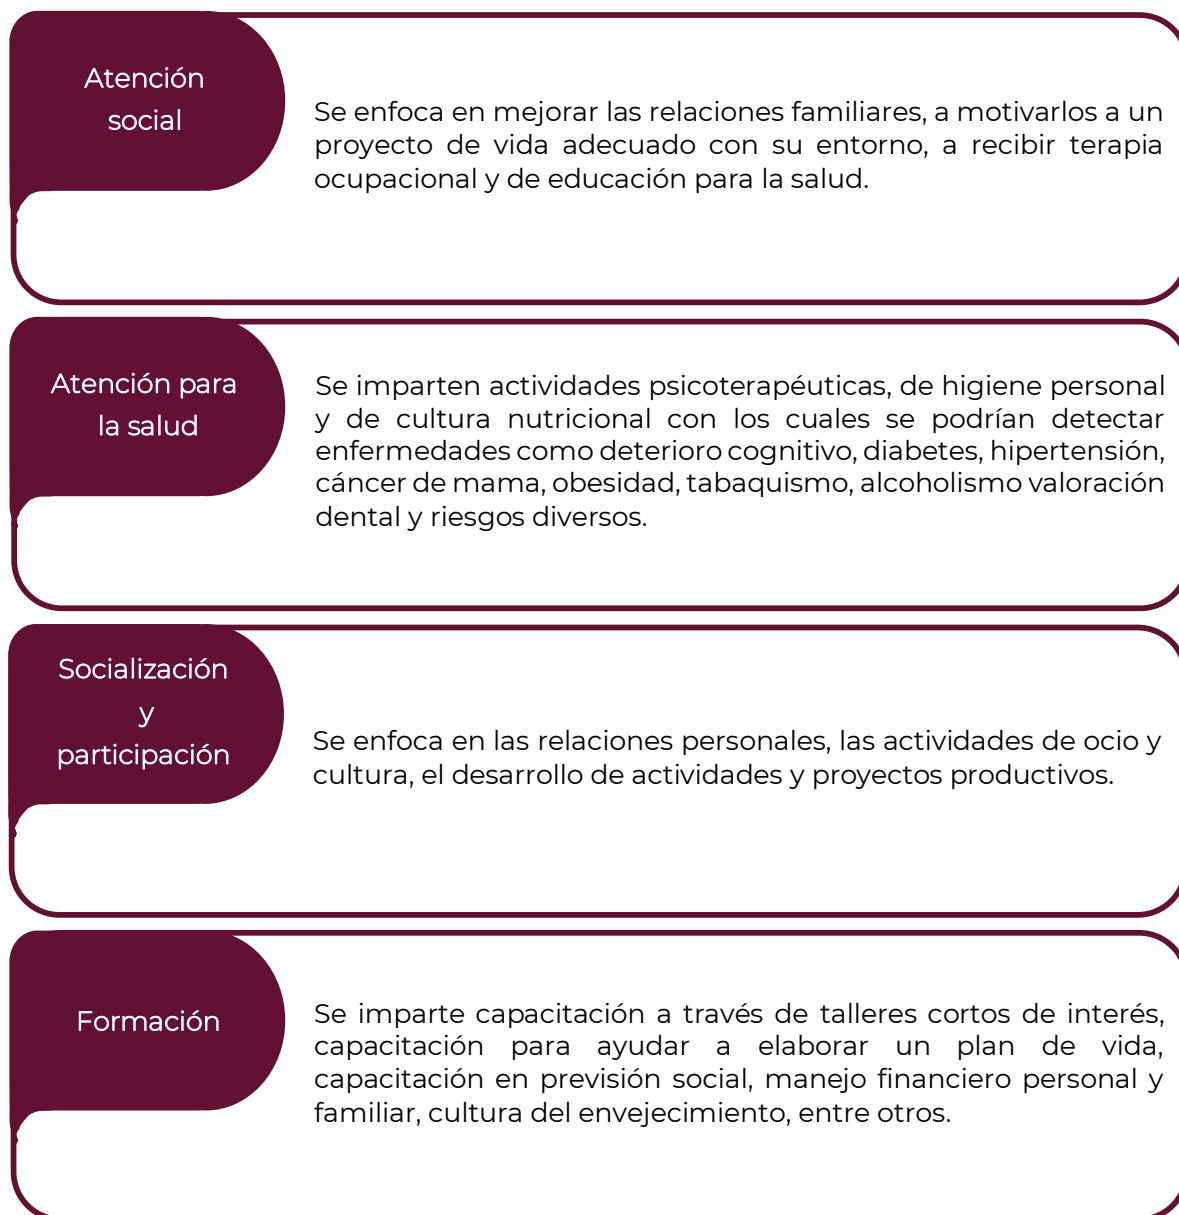 Atención
social
Se enfoca en mejorar las relaciones familiares, a motivarlos a un
proyecto de vida adecuado con su entorno, a recibir terapia
ocupacional y de educación para la salud.
Atención para
la salud
Se imparten actividades psicoterapéuticas, de higiene personal
y de cultura nutricional con los cuales se podrían detectar
enfermedades como deterioro cognitivo, diabetes, hipertensión,
cáncer de mama, obesidad, tabaquismo, alcoholismo valoración
dental y riesgos diversos.
Socialización
y
participación
Se enfoca en las relaciones personales, las actividades de ocio y
cultura, el desarrollo de actividades y proyectos productivos.
Formación
Se imparte capacitación a través de talleres cortos de interés,
capacitación para ayudar a elaborar un plan de vida,
capacitación en previsión social, manejo financiero personal y
familiar, cultura del envejecimiento, entre otros.